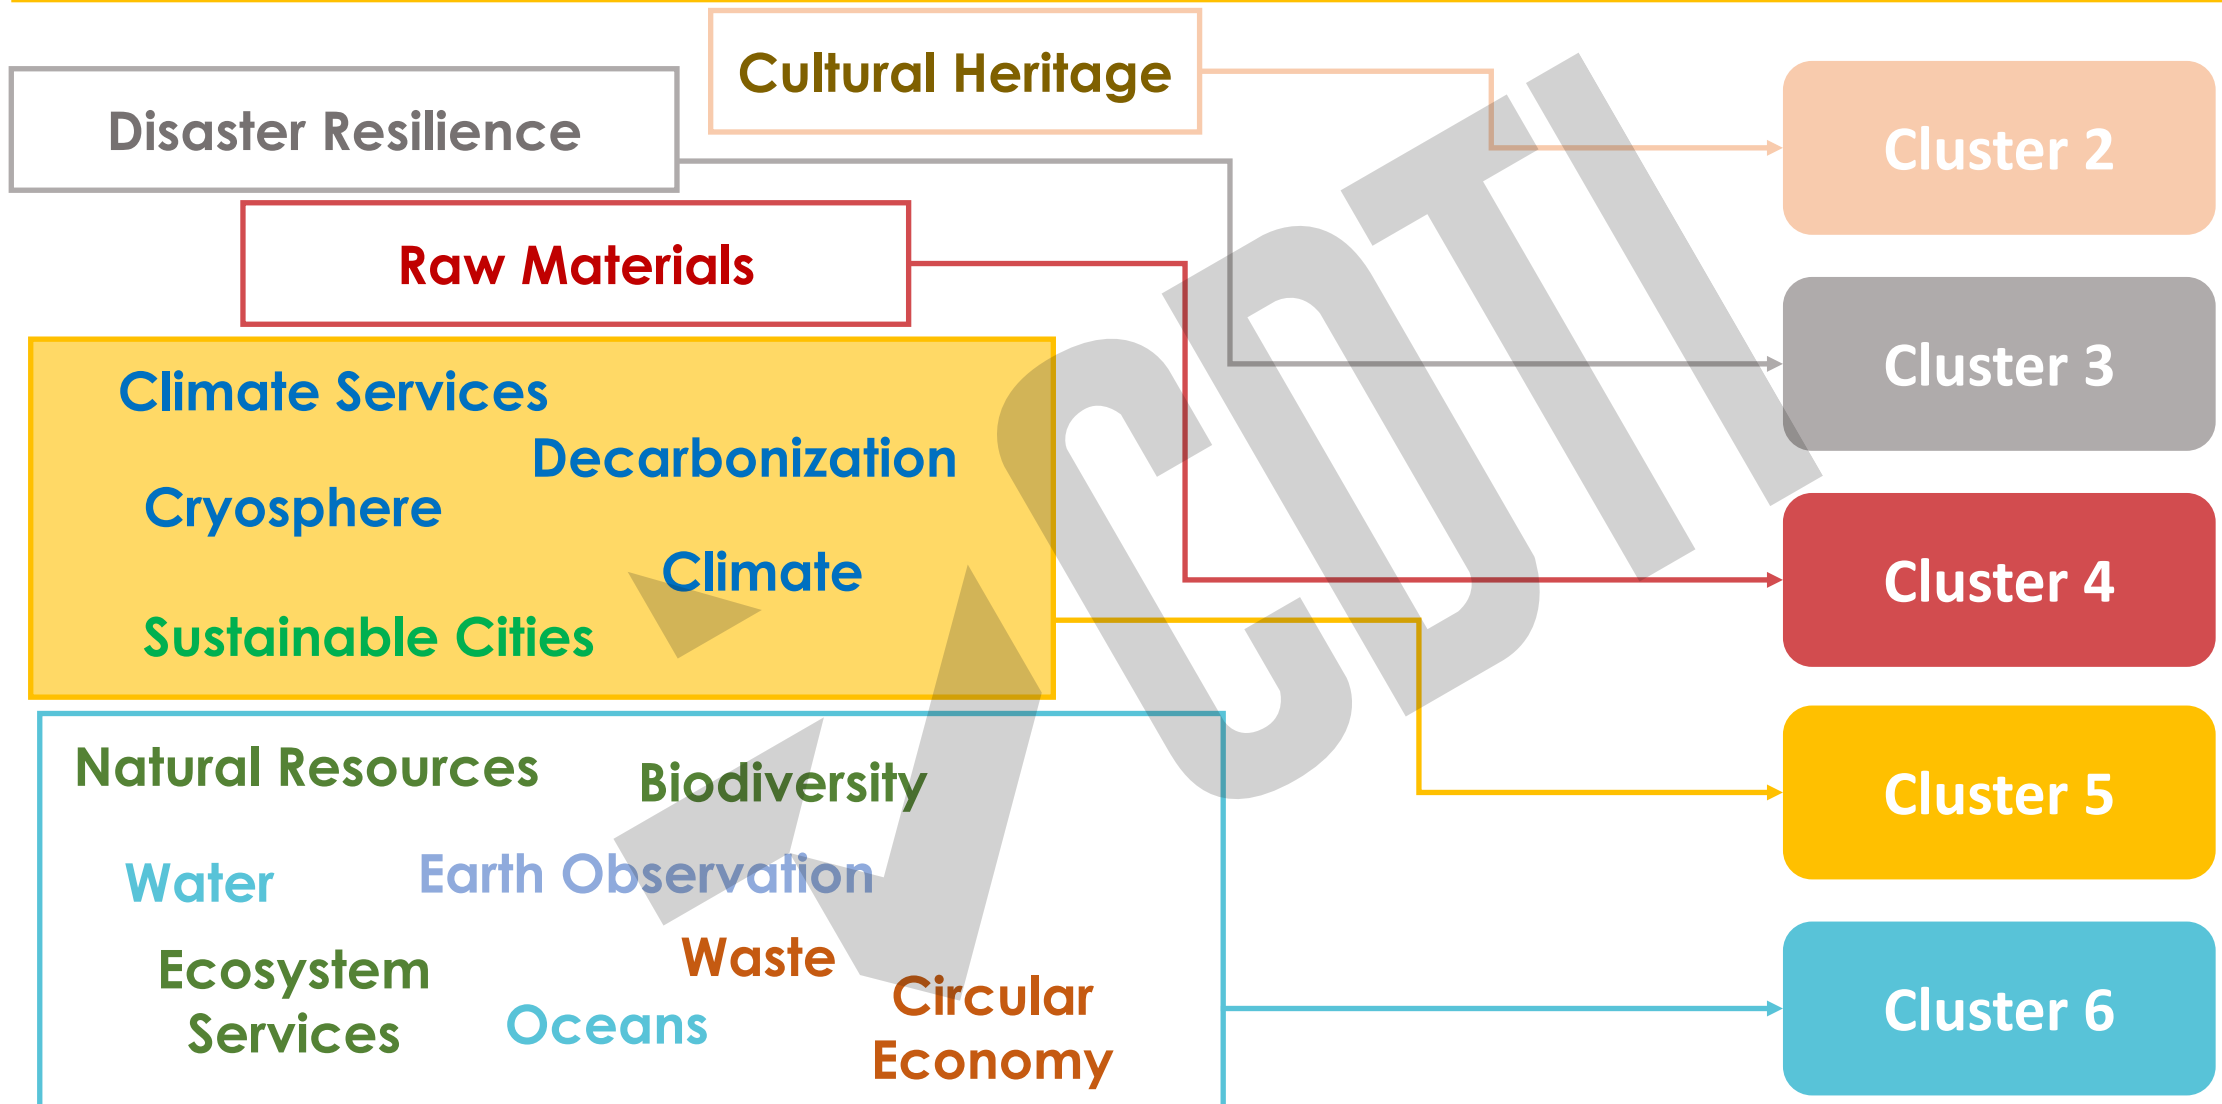 Cultural Heritage
Disaster Resilience
Raw Materials
Climate Services
Decarbonization
Cryosphere
Climate
Sustainable Cities
Natural Resources
Biodiversity
Water
Earth Observation
Ecosystem
Services
Waste
Oceans
Circular
Economy
Cluster 2
Cluster 3
Cluster 4
Cluster 5
Cluster 6
CDTI